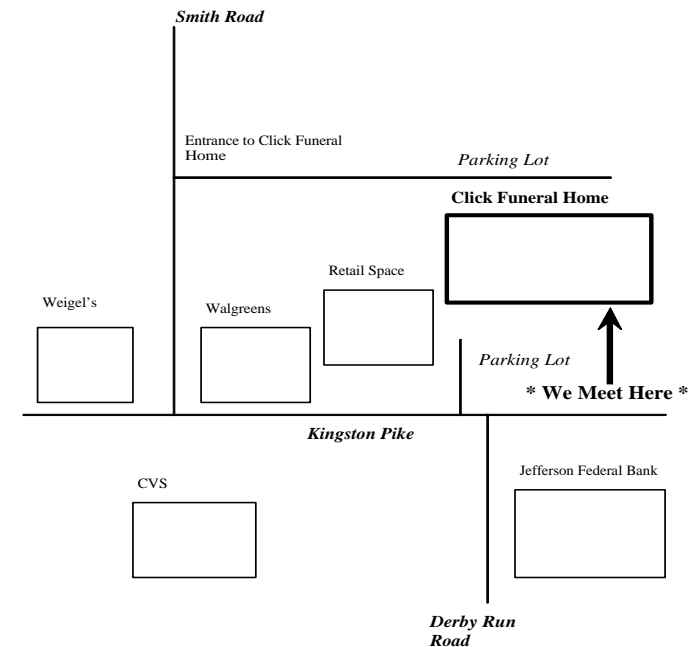 Smith Road
Entrance to Click Funeral
Home
Parking Lot
Click Funeral Home
Retail Space
Weigel's
Walgreens
Parking Lot
* We Meet Here *
Kingston Pike
Jefferson Federal Bank
CVS
Derby Run
Road